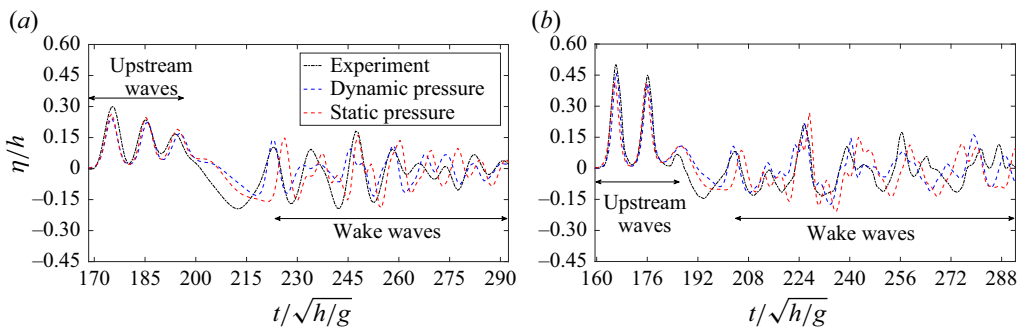 (a)
0.60
0.45
0.30
0.15
0
–0.15
–0.30
–0.45
η/h
Upstream
waves
Experiment
Dynamic pressure
Static pressure
Wake waves
170 185 200 215 230 245 260 275 290
t/√h/g
(b)
0.60
0.45
0.30
0.15
0
–0.15
–0.30
–0.45
Upstream
waves
Wake waves
160 176 192 208 224 240 256 272 288
t/√h/g